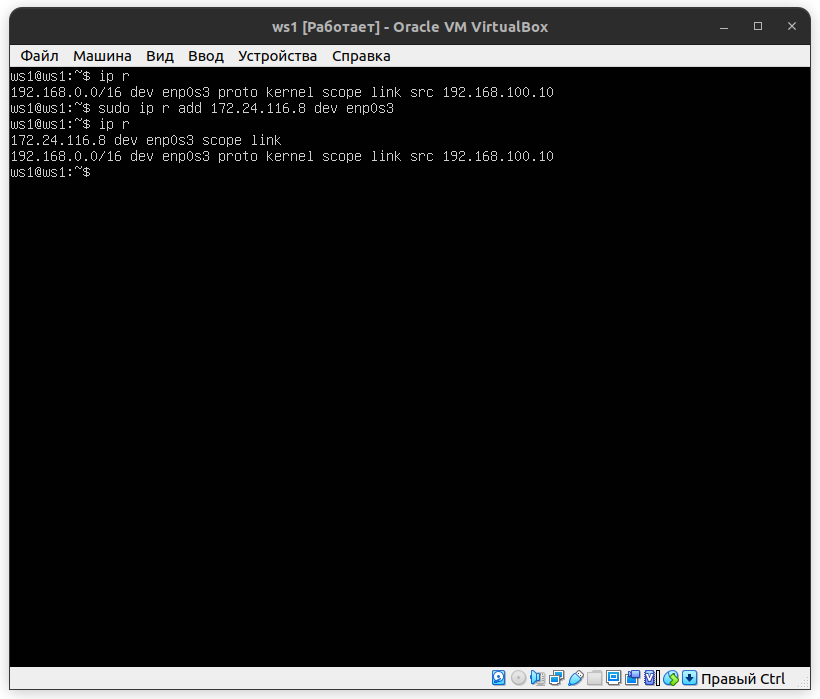 ws1 [Работает] - Oracle VM VirtualBox
Файл Машина Вид Ввод Устройства Справка
ws1@ws1:~$ ip r
192.168.0.0/16 dev enp0s3 proto kernel scope link src 192.168.100.10
ws1@ws1:~$ sudo ip r add 172.24.116.8 dev enp0s3
ws1@ws1:~$ ip r
172.24.116.8 dev enp0s3 scope link
192.168.0.0/16 dev enp0s3 proto kernel scope link src 192.168.100.10
ws1@ws1:~$
Правый Ctrl